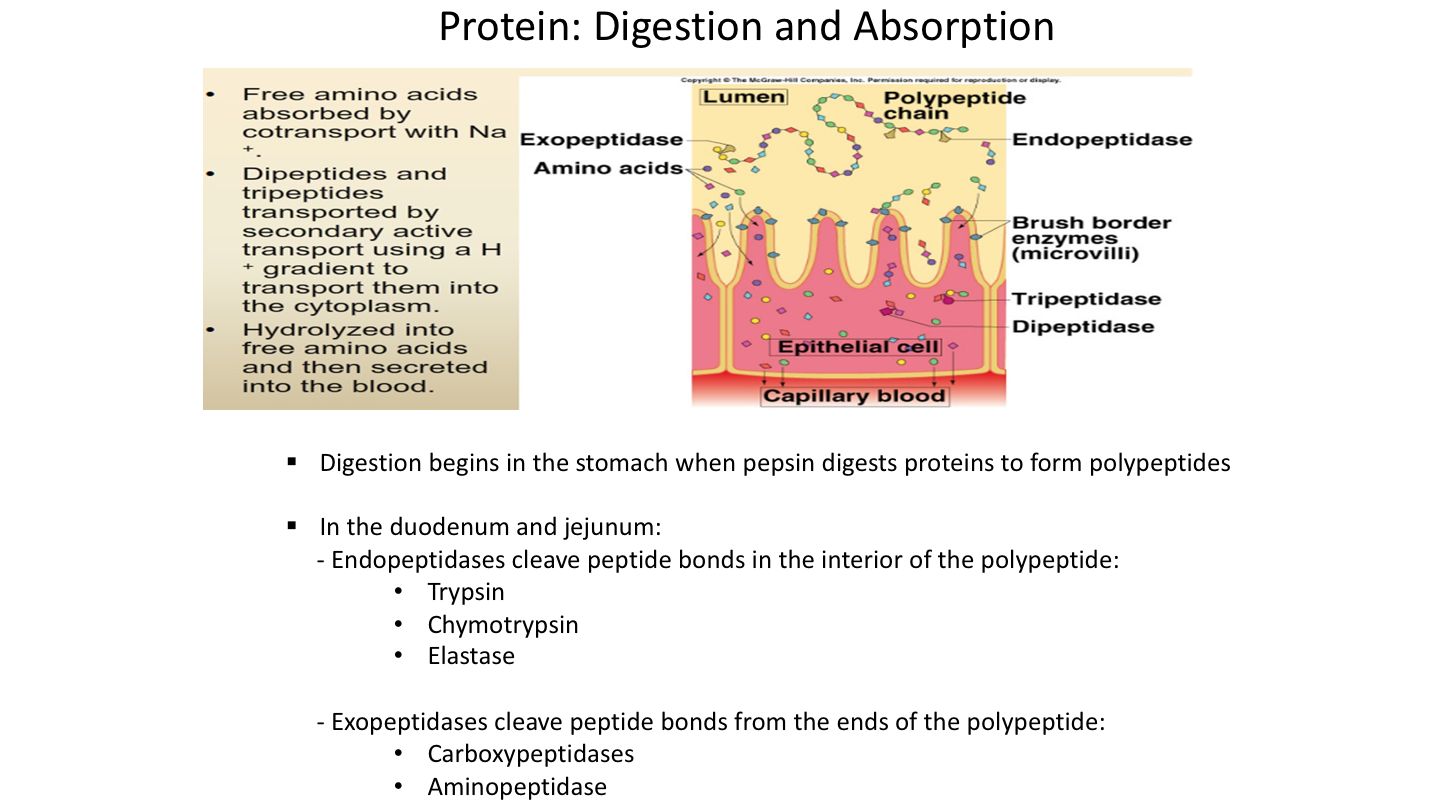 Protein: Digestion and Absorption
• Free amino acids
absorbed by
cotransport with Na
+.
• Dipeptides and
tripeptides
transported by
secondary active
transport using a H
+ gradient to
transport them into
the cytoplasm.
• Hydrolyzed into
free amino acids
and then secreted
into the blood.
Copyright © The McGraw-Hill Companies, Inc. Permission required for reproduction or display.
Lumen
Polypeptide
chain
Exopeptidase
Endopeptidase
Amino acids
Brush border
enzymes
(microvilli)
Tripeptidase
Dipeptidase
Epithelial cell
Capillary blood
▪ Digestion begins in the stomach when pepsin digests proteins to form polypeptides
▪ In the duodenum and jejunum:
- Endopeptidases cleave peptide bonds in the interior of the polypeptide:
• Trypsin
• Chymotrypsin
• Elastase
- Exopeptidases cleave peptide bonds from the ends of the polypeptide:
• Carboxypeptidases
• Aminopeptidase